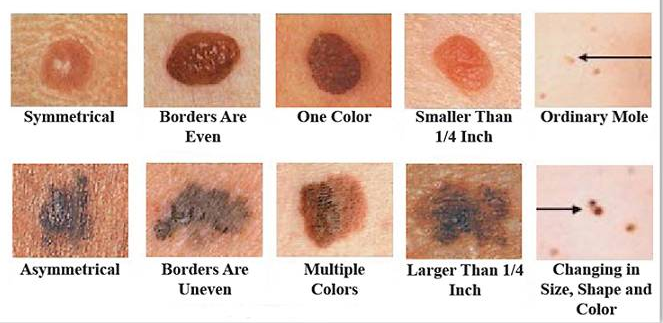 Symmetrical
Borders Are
Even
One Color
Smaller Than
1/4 Inch
Ordinary Mole
Asymmetrical
Borders Are
Uneven
Multiple
Colors
Larger Than 1/4
Inch
Changing in
Size, Shape and
Color